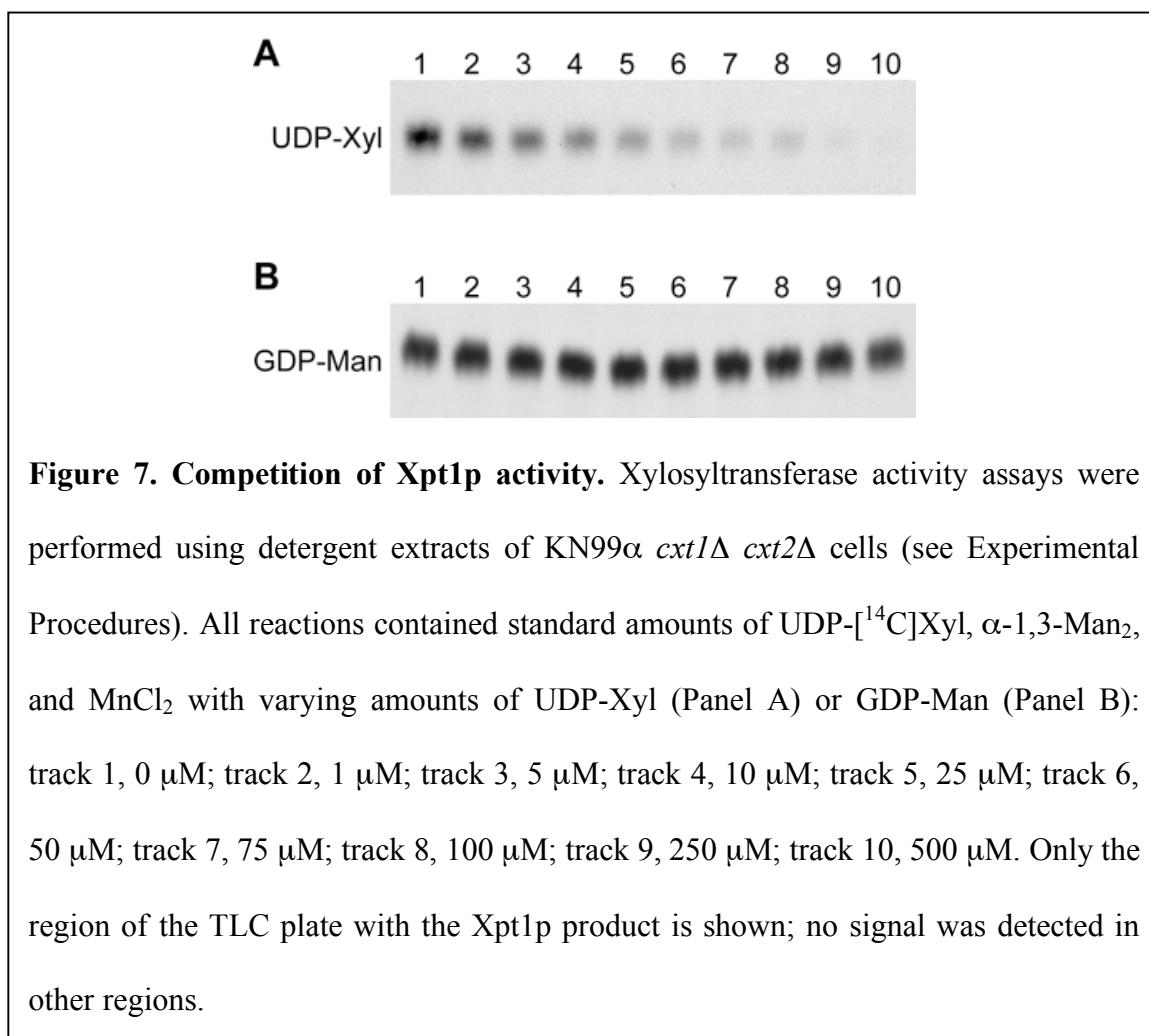 A
1 2 3 4 5 6 7 8 9 10
UDP-Xyl
B
1 2 3 4 5 6 7 8 9 10
GDP-Man
Figure 7. Competition of Xpt1p activity. Xylosyltransferase activity assays were
performed using detergent extracts of KN99α cxt1Δ cxt2Δ cells (see Experimental
Procedures). All reactions contained standard amounts of UDP-[¹⁴C]Xyl, α-1,3-Man₂,
and MnCl₂ with varying amounts of UDP-Xyl (Panel A) or GDP-Man (Panel B):
track 1, 0 μM; track 2, 1 μM; track 3, 5 μM; track 4, 10 μM; track 5, 25 μM; track 6,
50 μM; track 7, 75 μM; track 8, 100 μM; track 9, 250 μM; track 10, 500 μM. Only the
region of the TLC plate with the Xpt1p product is shown; no signal was detected in
other regions.